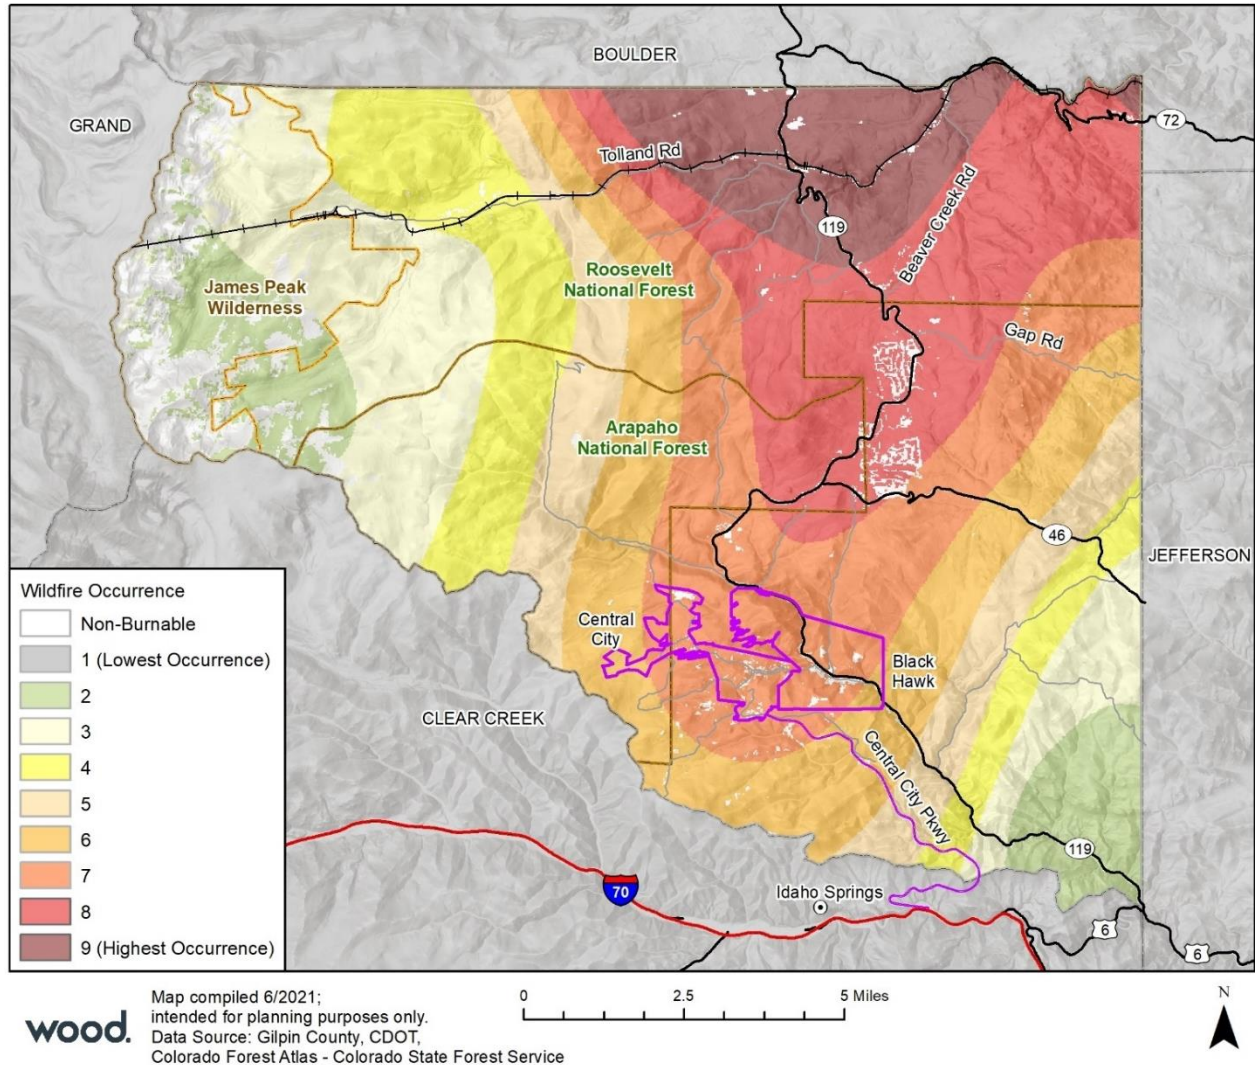 BOULDER
GRAND
72
Tolland Rd
119
Beaver Creek Rd
Roosevelt
National Forest
James Peak
Wilderness
Gap Rd
Arapaho
National Forest
46
JEFFERSON
Wildfire Occurrence
Non-Burnable
1 (Lowest Occurrence)
2
3
4
5
6
7
8
9 (Highest Occurrence)
Central
City
Black
Hawk
CLEAR CREEK
Central City Pkwy
119
70
Idaho Springs
6
6
wood.
Map compiled 6/2021;
intended for planning purposes only.
Data Source: Gilpin County, CDOT,
Colorado Forest Atlas - Colorado State Forest Service
0 2.5 5 Miles
N